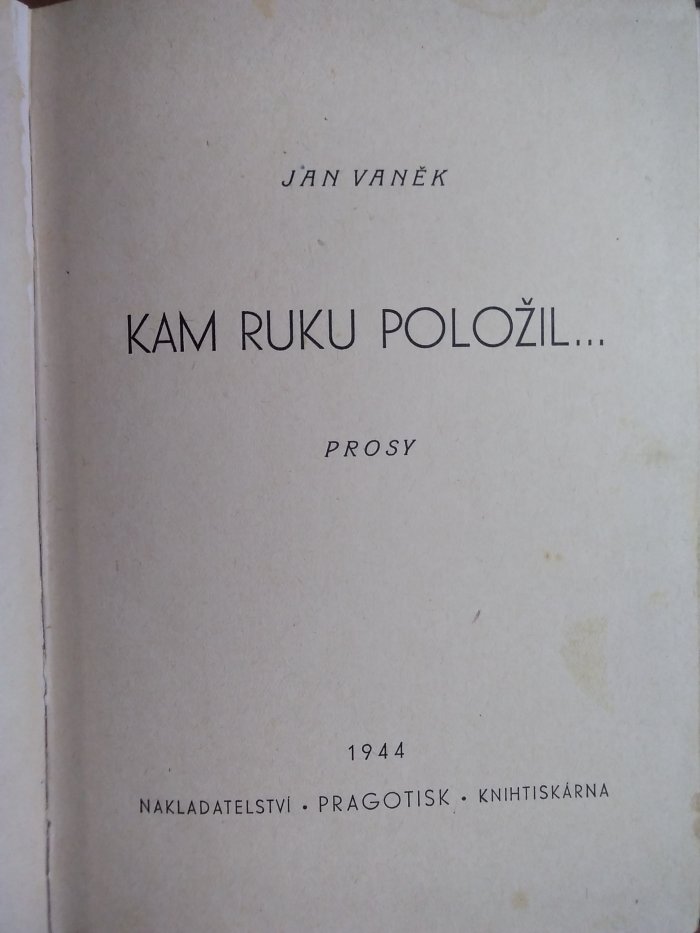 JAN VANĚK
KAM RUKU POLOŽIL...
PROSY
1944
NAKLADATELSTVÍ • PRAGOTISK • KNIHTISKÁRNA